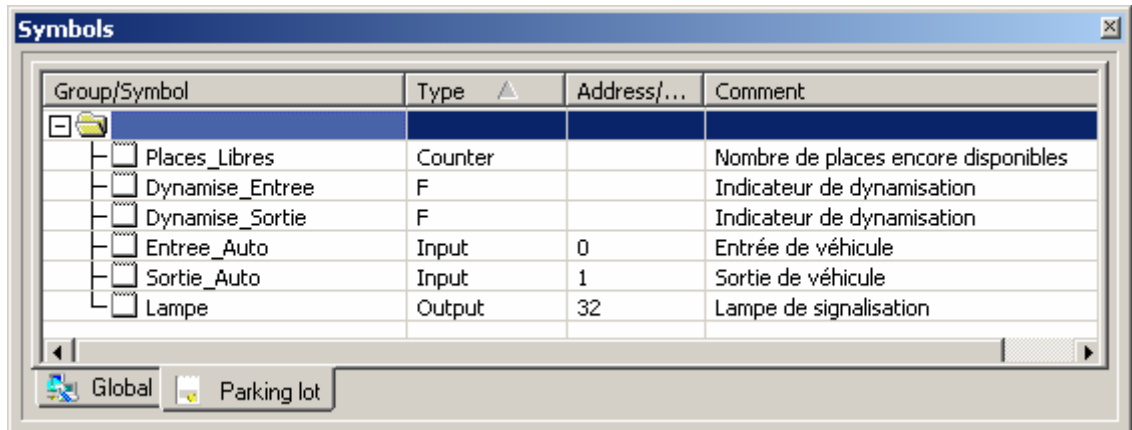 Symbols
Group/Symbol Type Address/... Comment
Places_Libres Counter Nombre de places encore disponibles
Dynamise_Entree F Indicateur de dynamisation
Dynamise_Sortie F Indicateur de dynamisation
Entree_Auto Input 0 Entrée de véhicule
Sortie_Auto Input 1 Sortie de véhicule
Lampe Output 32 Lampe de signalisation
Global Parking lot